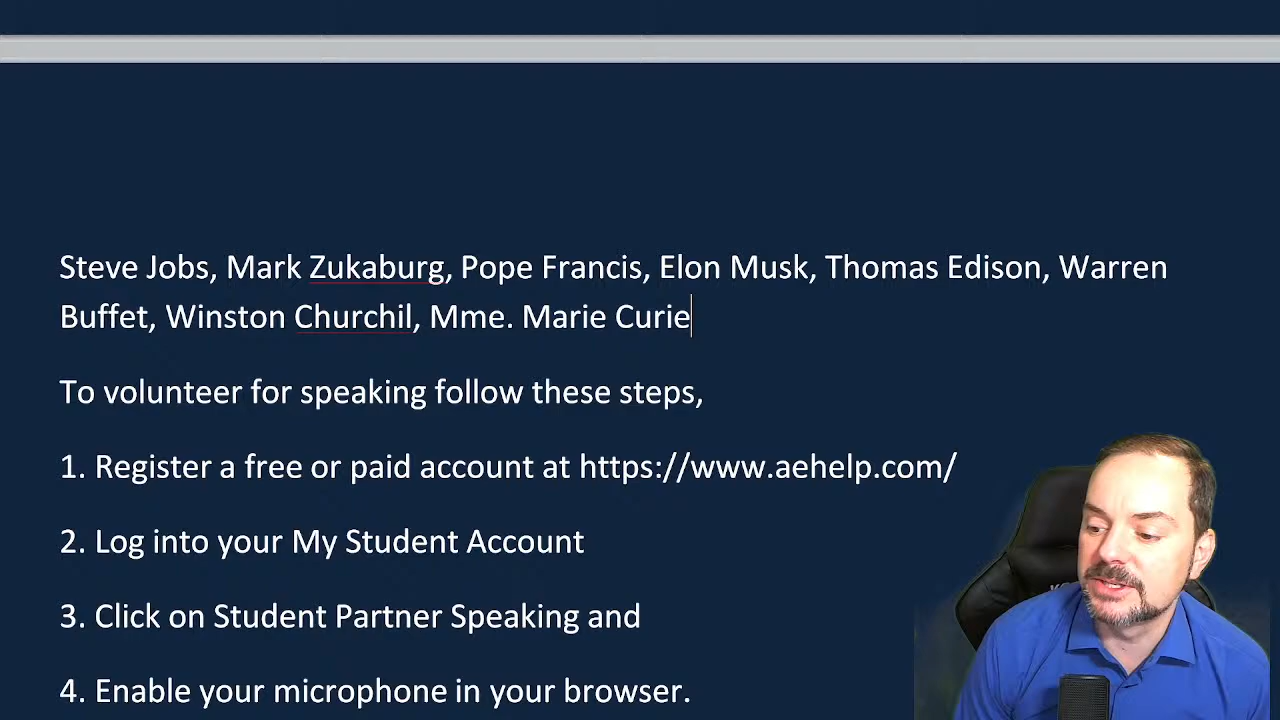 Steve Jobs, Mark Zukaburg, Pope Francis, Elon Musk, Thomas Edison, Warren
Buffet, Winston Churchil, Mme. Marie Curie
To volunteer for speaking follow these steps,
1. Register a free or paid account at https://www.aehelp.com/
2. Log into your My Student Account
3. Click on Student Partner Speaking and
4. Enable your microphone in your browser.